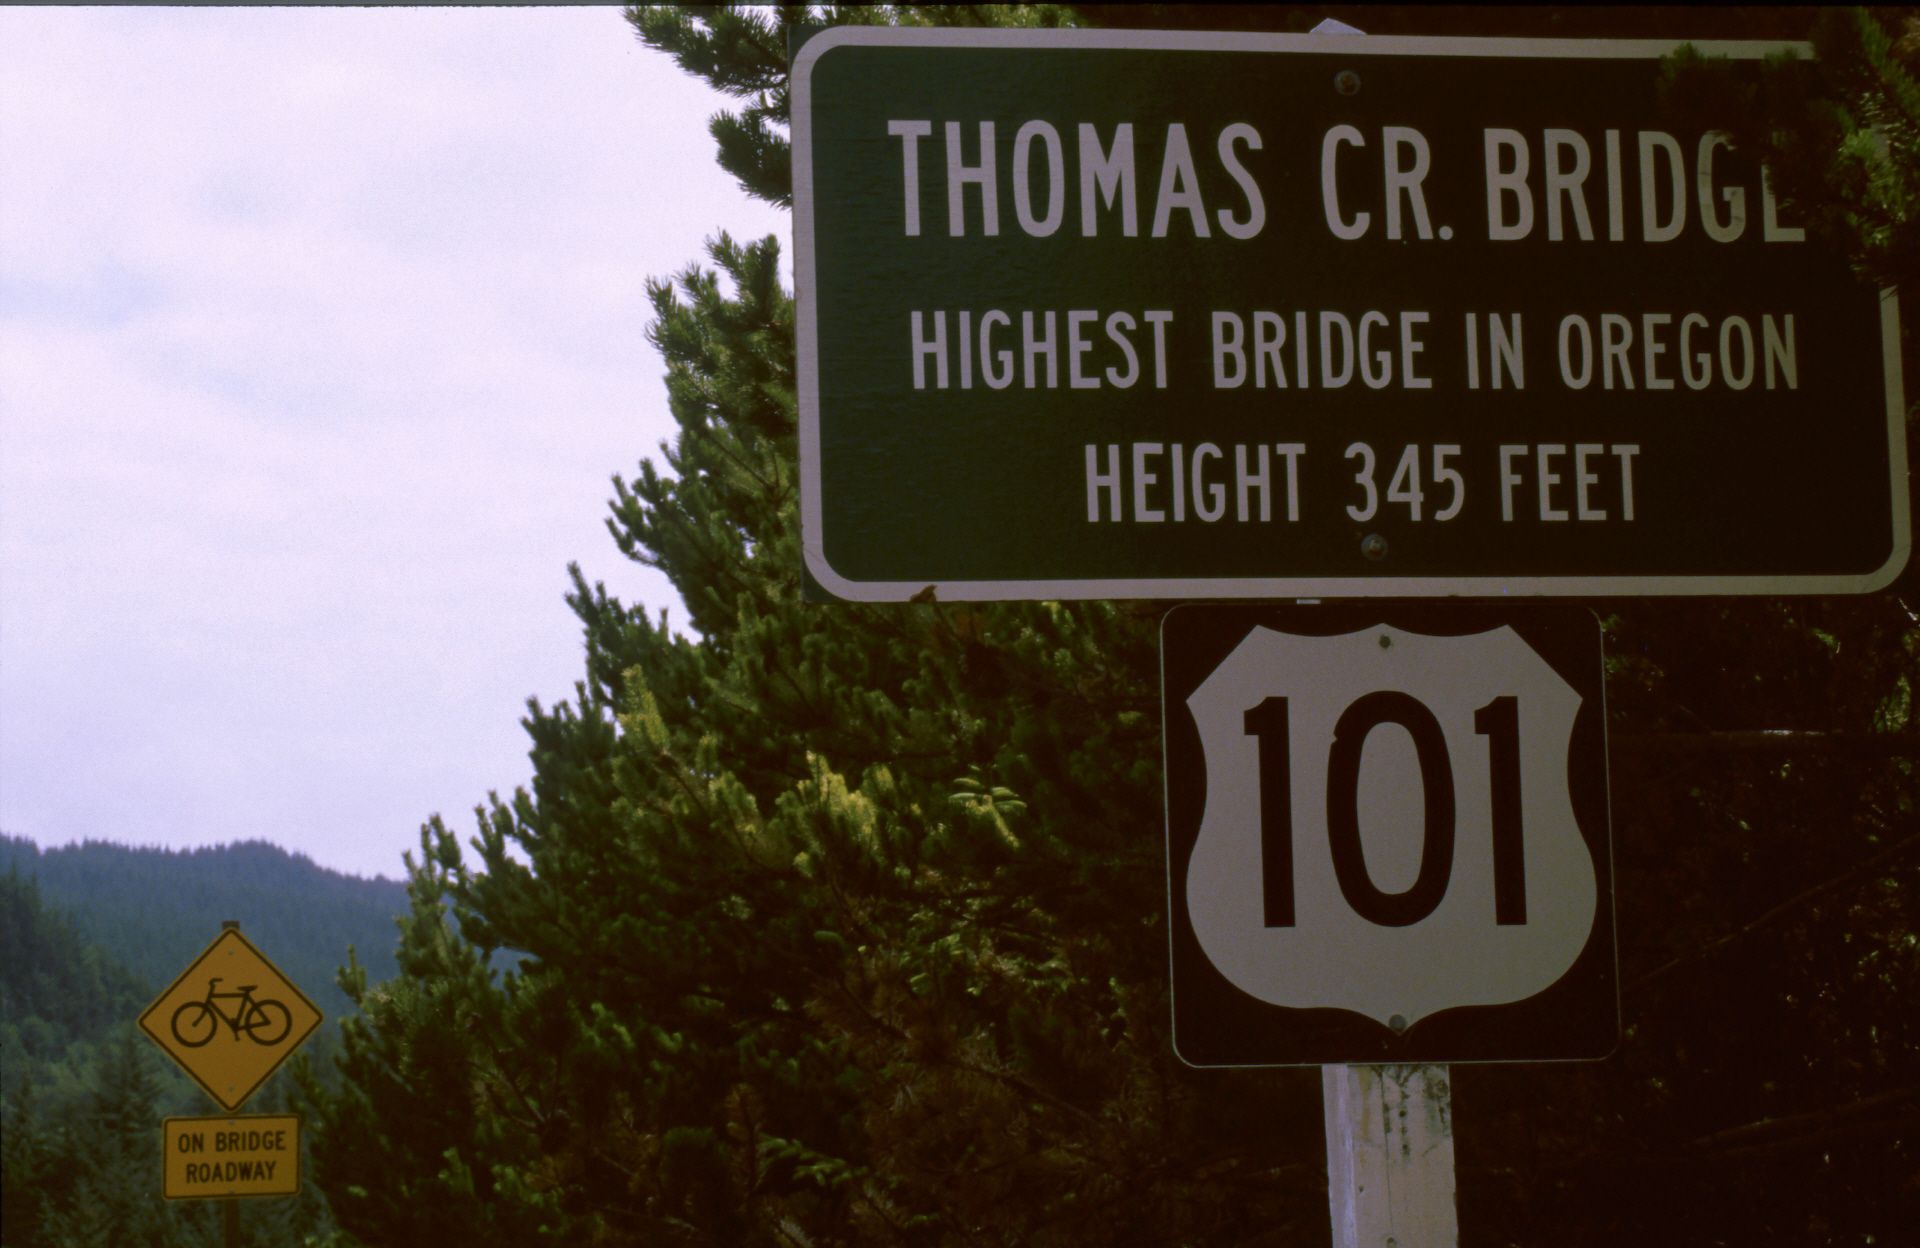 THOMAS CR. BRIDGE
HIGHEST BRIDGE IN OREGON
HEIGHT 345 FEET
101
ON BRIDGE
ROADWAY